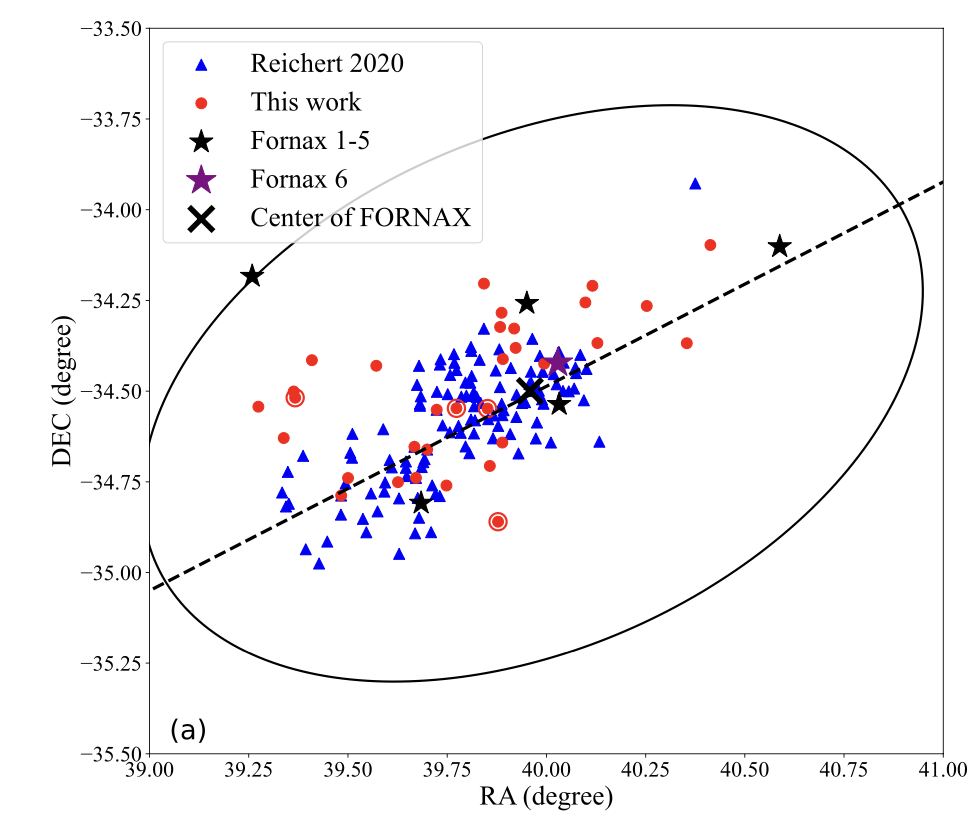 −33.50
−33.75
−34.00
−34.25
−34.50
−34.75
−35.00
−35.25
−35.50
DEC (degree)
Reichert 2020
This work
Fornax 1-5
Fornax 6
Center of FORNAX
(a)
39.00 39.25 39.50 39.75 40.00 40.25 40.50 40.75 41.00
RA (degree)